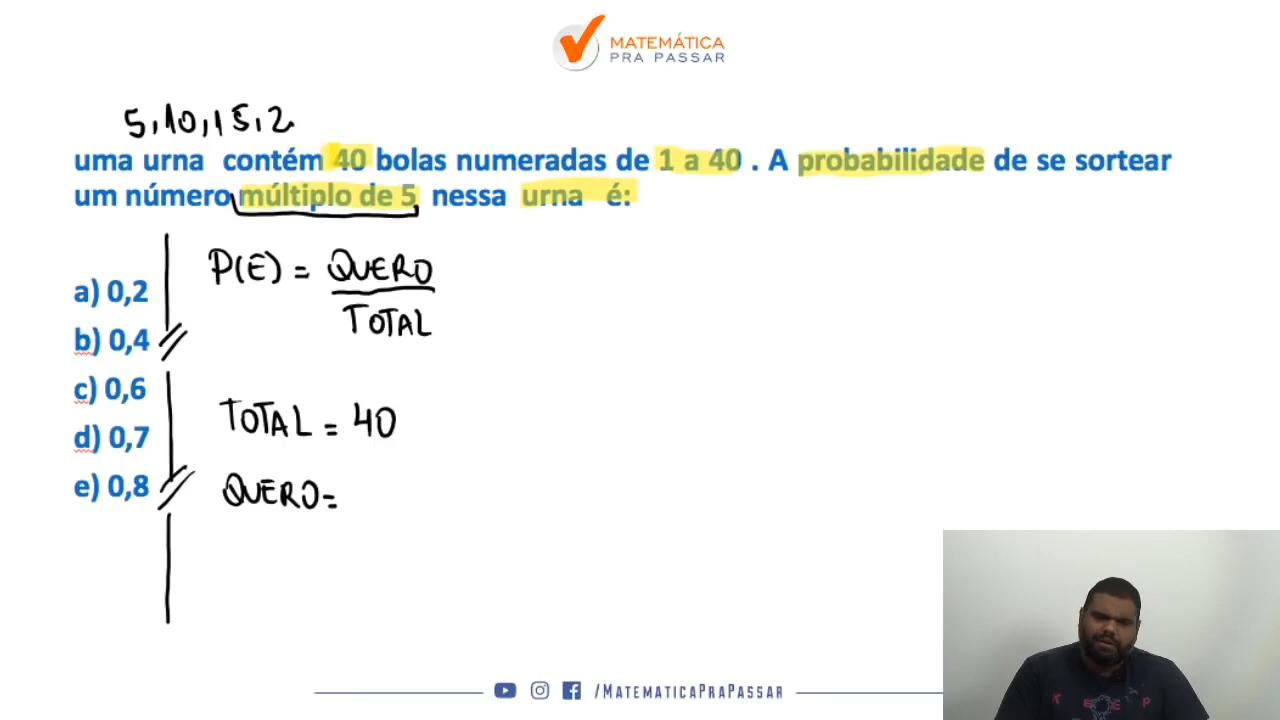 MATEMÁTICA
PRA PASSAR
5,10,15,2
uma urna contém 40 bolas numeradas de 1 a 40 . A probabilidade de se sortear
um número múltiplo de 5 nessa urna é:
P(E) = QUERO
TOTAL
a) 0,2
b) 0,4
c) 0,6
TOTAL = 40
d) 0,7
e) 0,8
QUERO=
/MATEMATICAPRAPASSAR